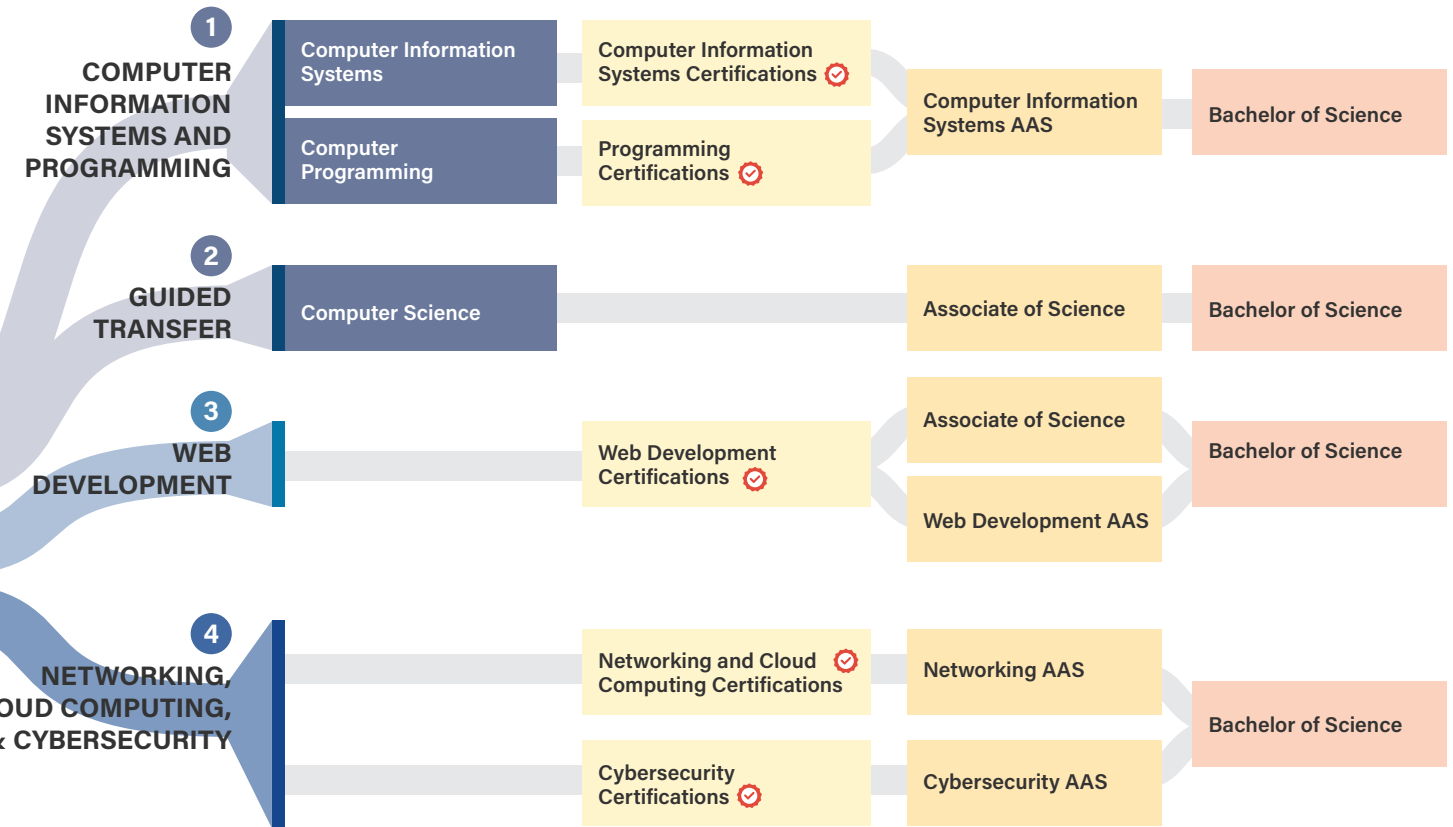 1
COMPUTER
INFORMATION
SYSTEMS AND
PROGRAMMING
Computer Information
Systems
Computer Information
Systems Certifications
Computer
Programming
Programming
Certifications
Computer Information
Systems AAS
Bachelor of Science
2
GUIDED
TRANSFER
Computer Science
Associate of Science
Bachelor of Science
3
WEB
DEVELOPMENT
Web Development
Certifications
Associate of Science
Web Development AAS
Bachelor of Science
4
NETWORKING,
OUD COMPUTING,
& CYBERSECURITY
Networking and Cloud
Computing Certifications
Networking AAS
Cybersecurity
Certifications
Cybersecurity AAS
Bachelor of Science